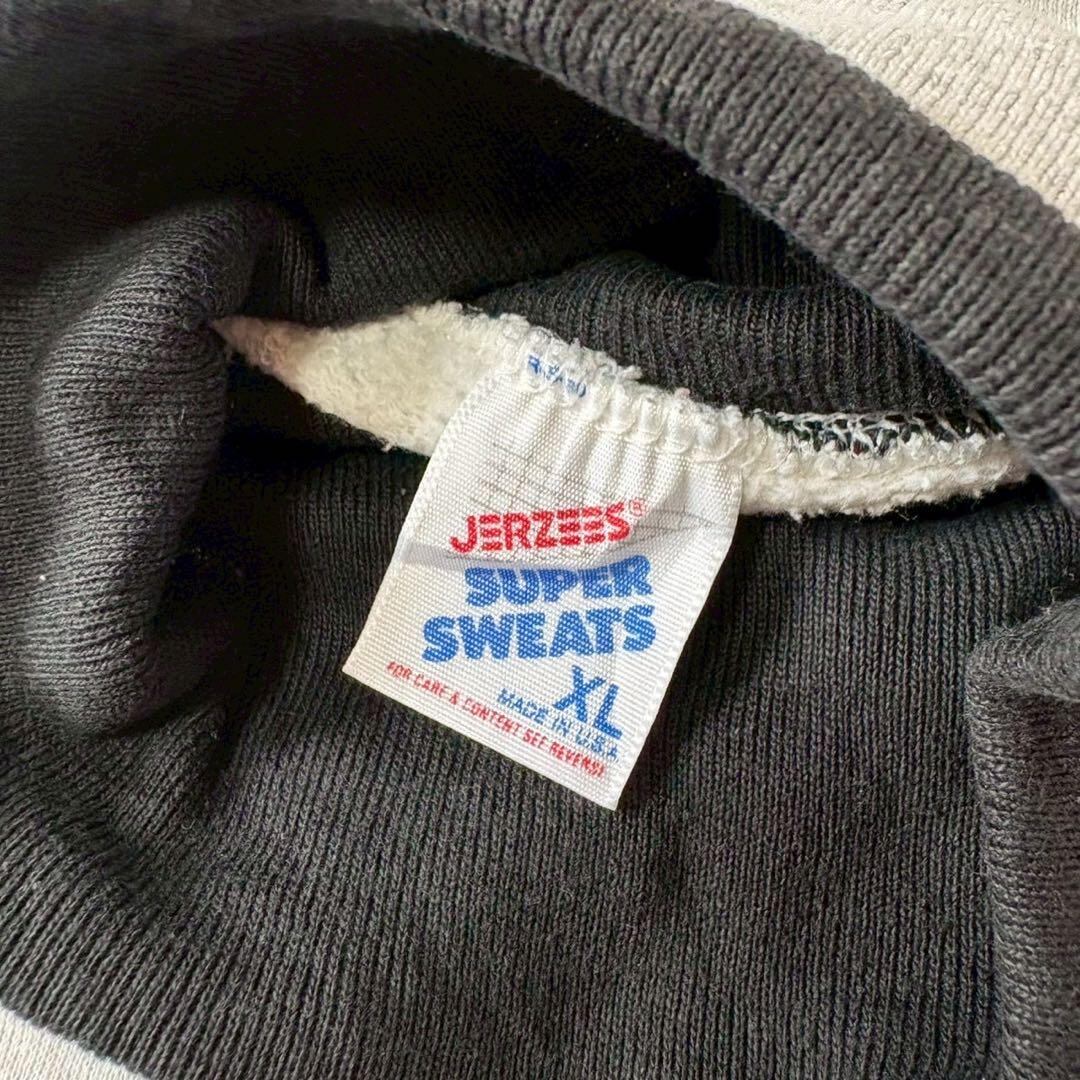 JERZEES®
SUPER
SWEATS
XL
MADE IN U.S.A.
FOR CARE & CONTENT SEE REVERSE